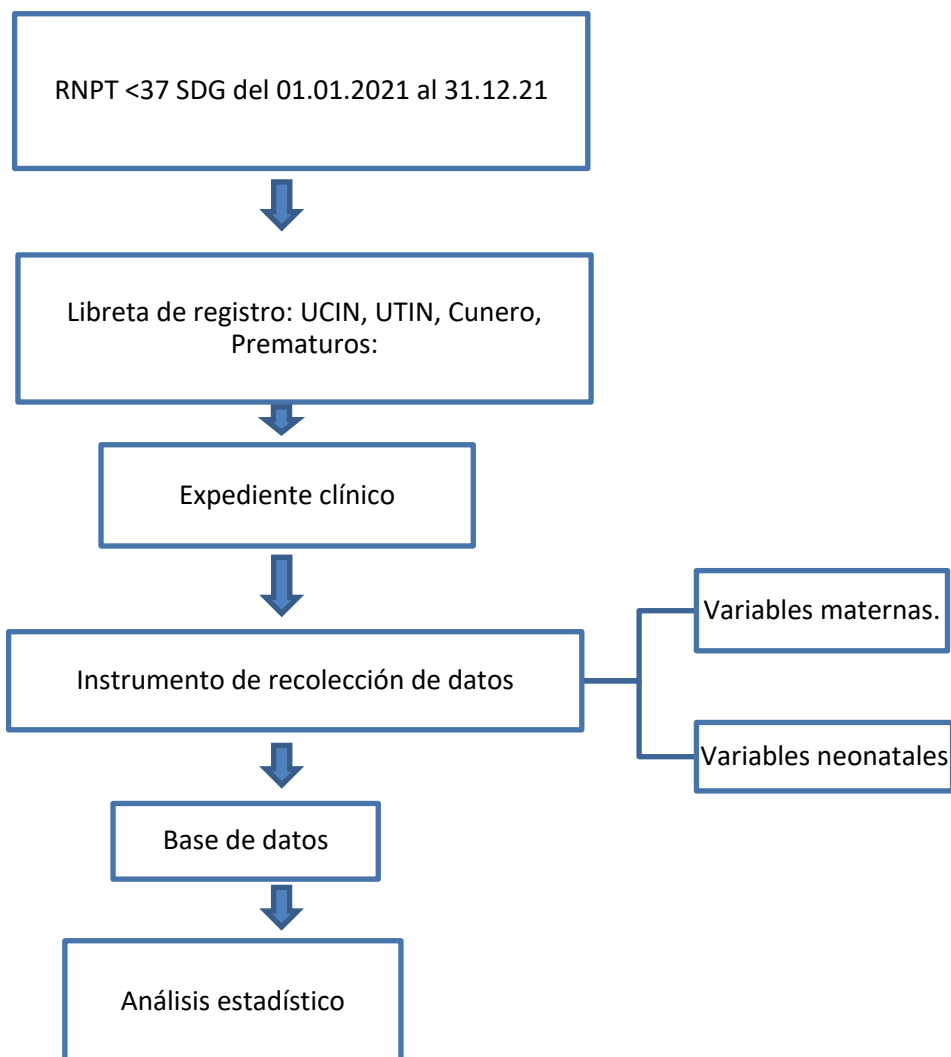 RNPT <37 SDG del 01.01.2021 al 31.12.21
Libreta de registro: UCIN, UTIN, Cunero,
Prematuros:
Expediente clínico
Instrumento de recolección de datos
Variables maternas.
Variables neonatales
Base de datos
Análisis estadístico